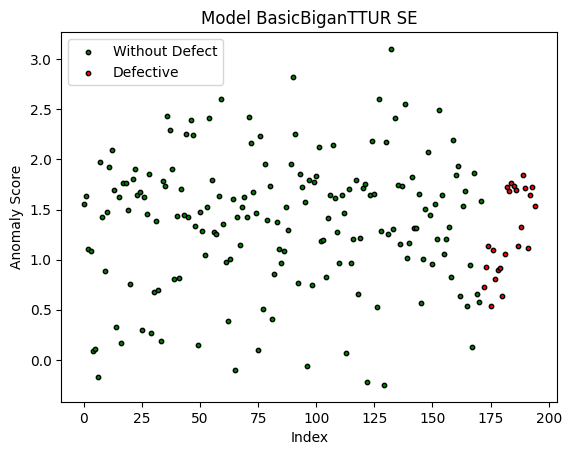 Model BasicBiganTTUR SE
Without Defect
Defective
Anomaly Score
3.0
2.5
2.0
1.5
1.0
0.5
0.0
0 25 50 75 100 125 150 175 200
Index